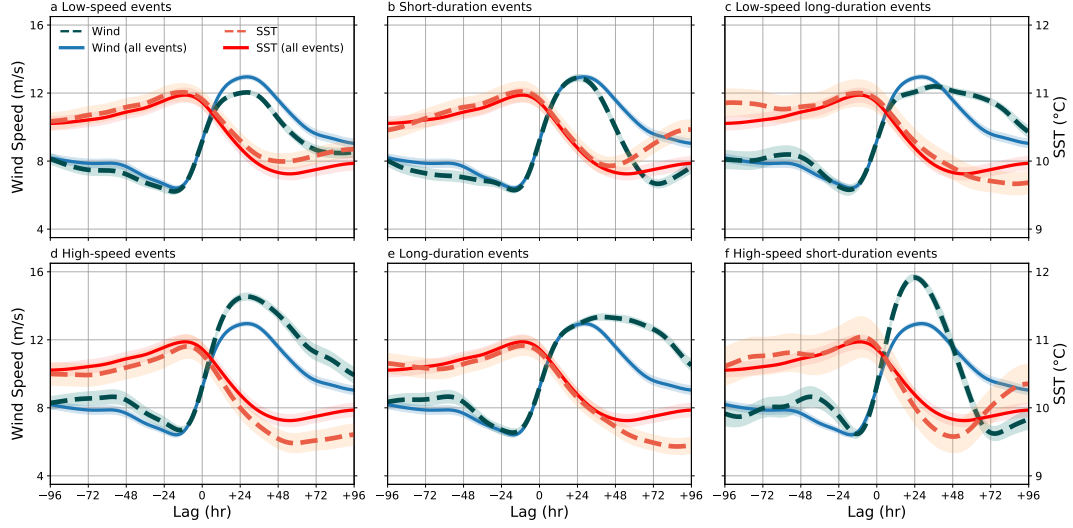 a Low-speed events
b Short-duration events
c Low-speed long-duration events
Wind
Wind (all events)
SST
SST (all events)
16
12
8
4
Wind Speed (m/s)
12
11
10
9
SST (°C)
d High-speed events
e Long-duration events
f High-speed short-duration events
16
12
8
4
Wind Speed (m/s)
12
11
10
9
SST (°C)
−96 −72 −48 −24 0 +24 +48 +72 +96
−96 −72 −48 −24 0 +24 +48 +72 +96
−96 −72 −48 −24 0 +24 +48 +72 +96
Lag (hr)
Lag (hr)
Lag (hr)